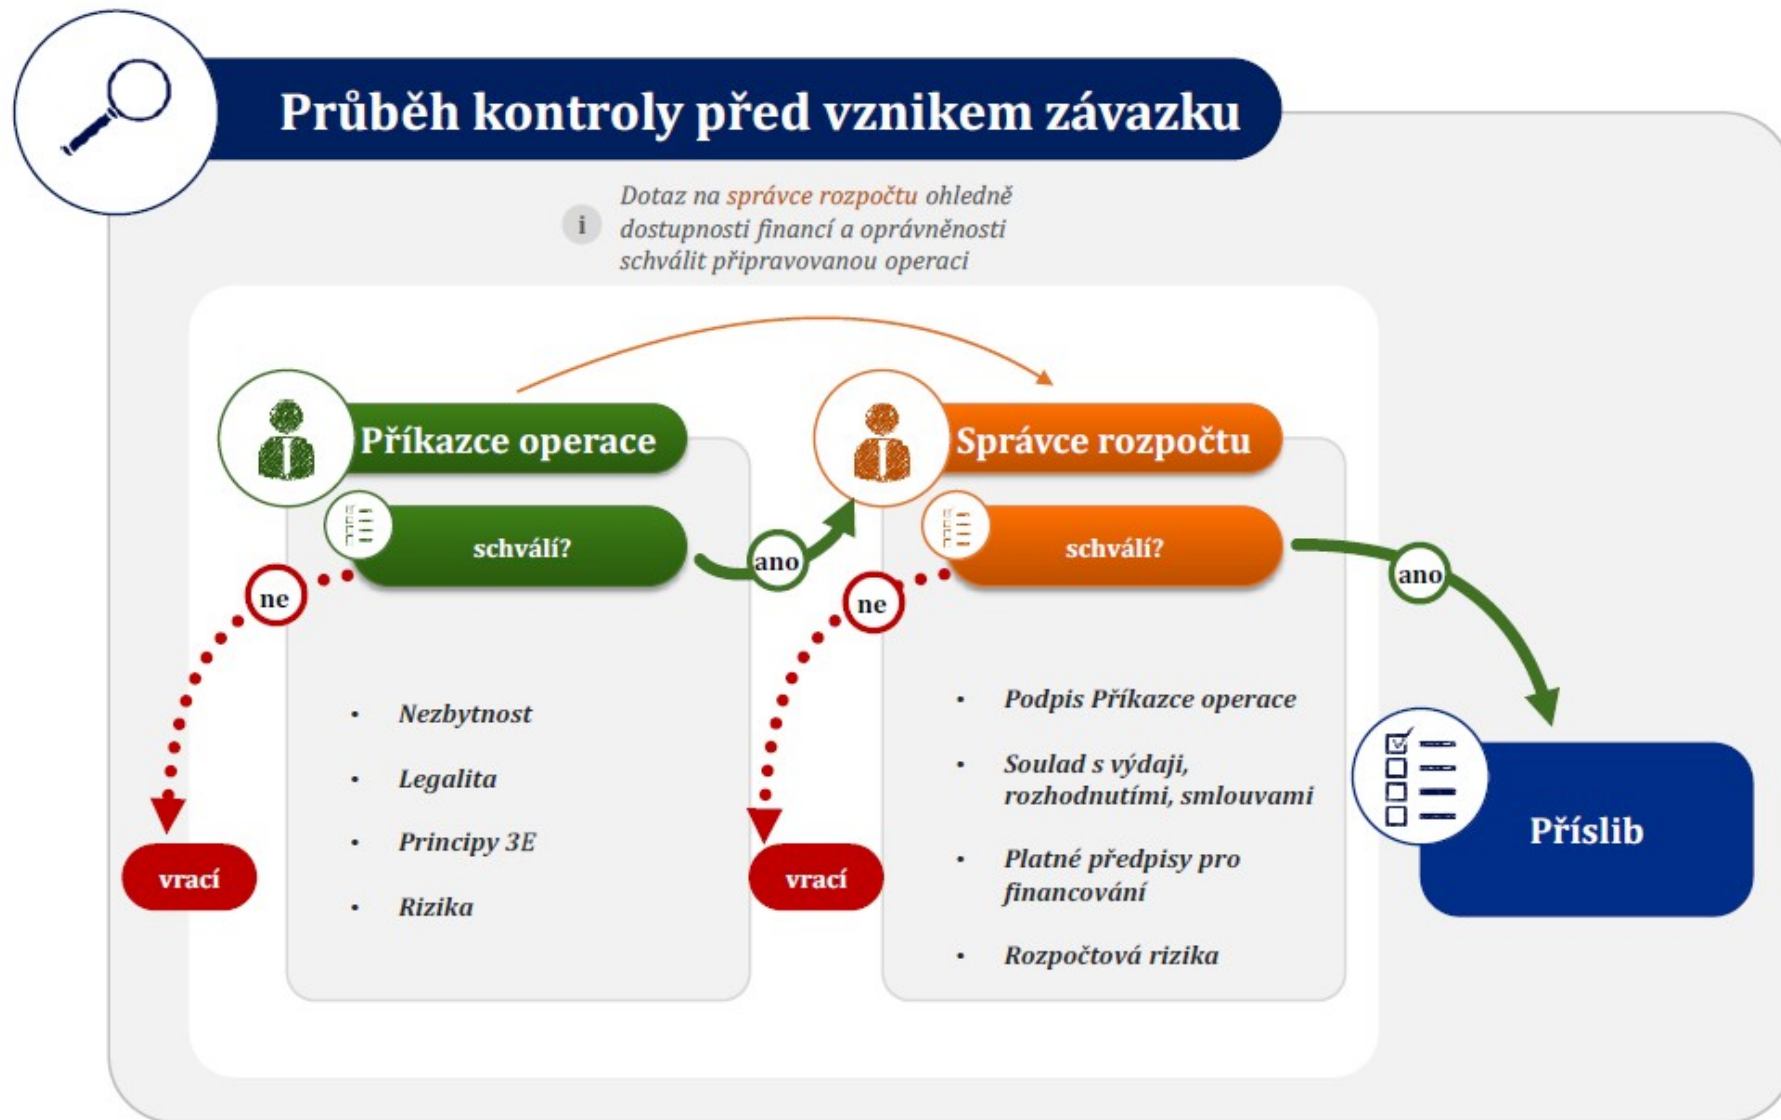 Průběh kontroly před vznikem závazku
i
Dotaz na správce rozpočtu ohledně
dostupnosti financí a oprávněnosti
schválit připravovanou operaci
Příkazce operace
schválí?
ano
ne
• Nezbytnost
• Legalita
• Principy 3E
• Rizika
vrací
Správce rozpočtu
schválí?
ano
ne
• Podpis Příkazce operace
• Soulad s výdaji,
rozhodnutími, smlouvami
• Platné předpisy pro
financování
• Rozpočtová rizika
vrací
Příslib